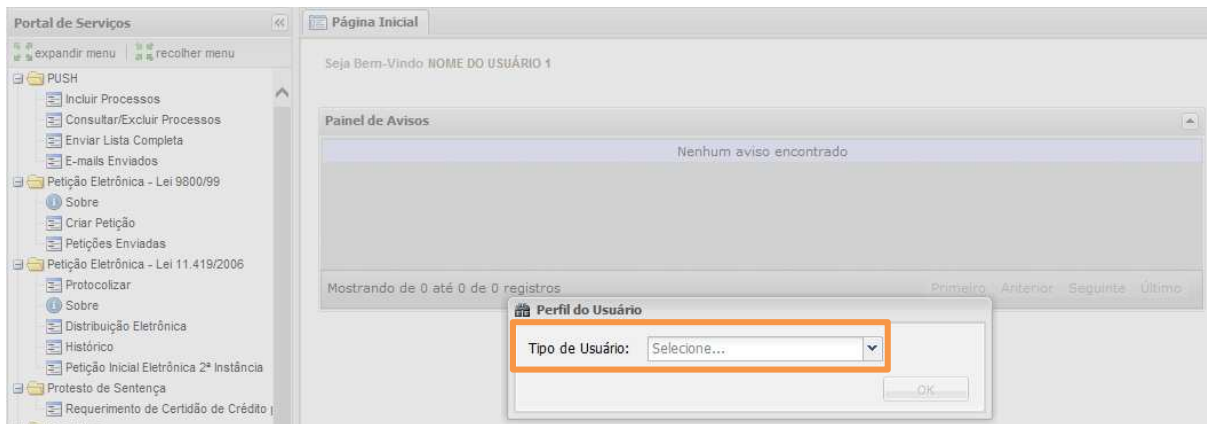 Portal de Serviços
expandir menu
recolher menu
PUSH
Incluir Processos
Consultar/Excluir Processos
Enviar Lista Completa
E-mails Enviados
Petição Eletrônica - Lei 9800/99
Sobre
Criar Petição
Petições Enviadas
Petição Eletrônica - Lei 11.419/2006
Protocolizar
Sobre
Distribuição Eletrônica
Histórico
Petição Inicial Eletrônica 2ª Instância
Protesto de Sentença
Requerimento de Certidão de Crédito
Página Inicial
Seja Bem-Vindo NOME DO USUÁRIO 1
Painel de Avisos
Nenhum aviso encontrado
Mostrando de 0 até 0 de 0 registros
Primeiro Anterior Seguinte Último
Perfil do Usuário
Tipo de Usuário: Selecione...
OK